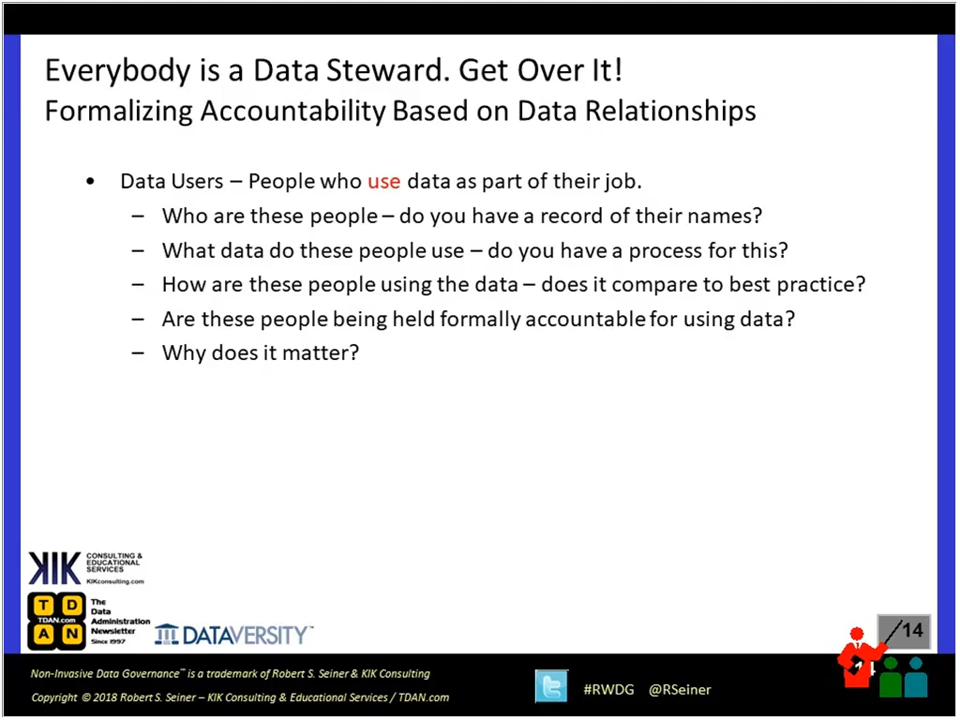 Everybody is a Data Steward. Get Over It!
Formalizing Accountability Based on Data Relationships
• Data Users – People who use data as part of their job.
– Who are these people – do you have a record of their names?
– What data do these people use – do you have a process for this?
– How are these people using the data – does it compare to best practice?
– Are these people being held formally accountable for using data?
– Why does it matter?
KIK CONSULTING &
EDUCATIONAL
SERVICES
KIKconsulting.com
T D
TDAN.com
A N
The
Data
Administration
Newsletter
Since 1997
DATAVERSITY™
/14
14
Non-Invasive Data Governance™ is a trademark of Robert S. Seiner & KIK Consulting
Copyright © 2018 Robert S. Seiner – KIK Consulting & Educational Services / TDAN.com
#RWDG @RSeiner